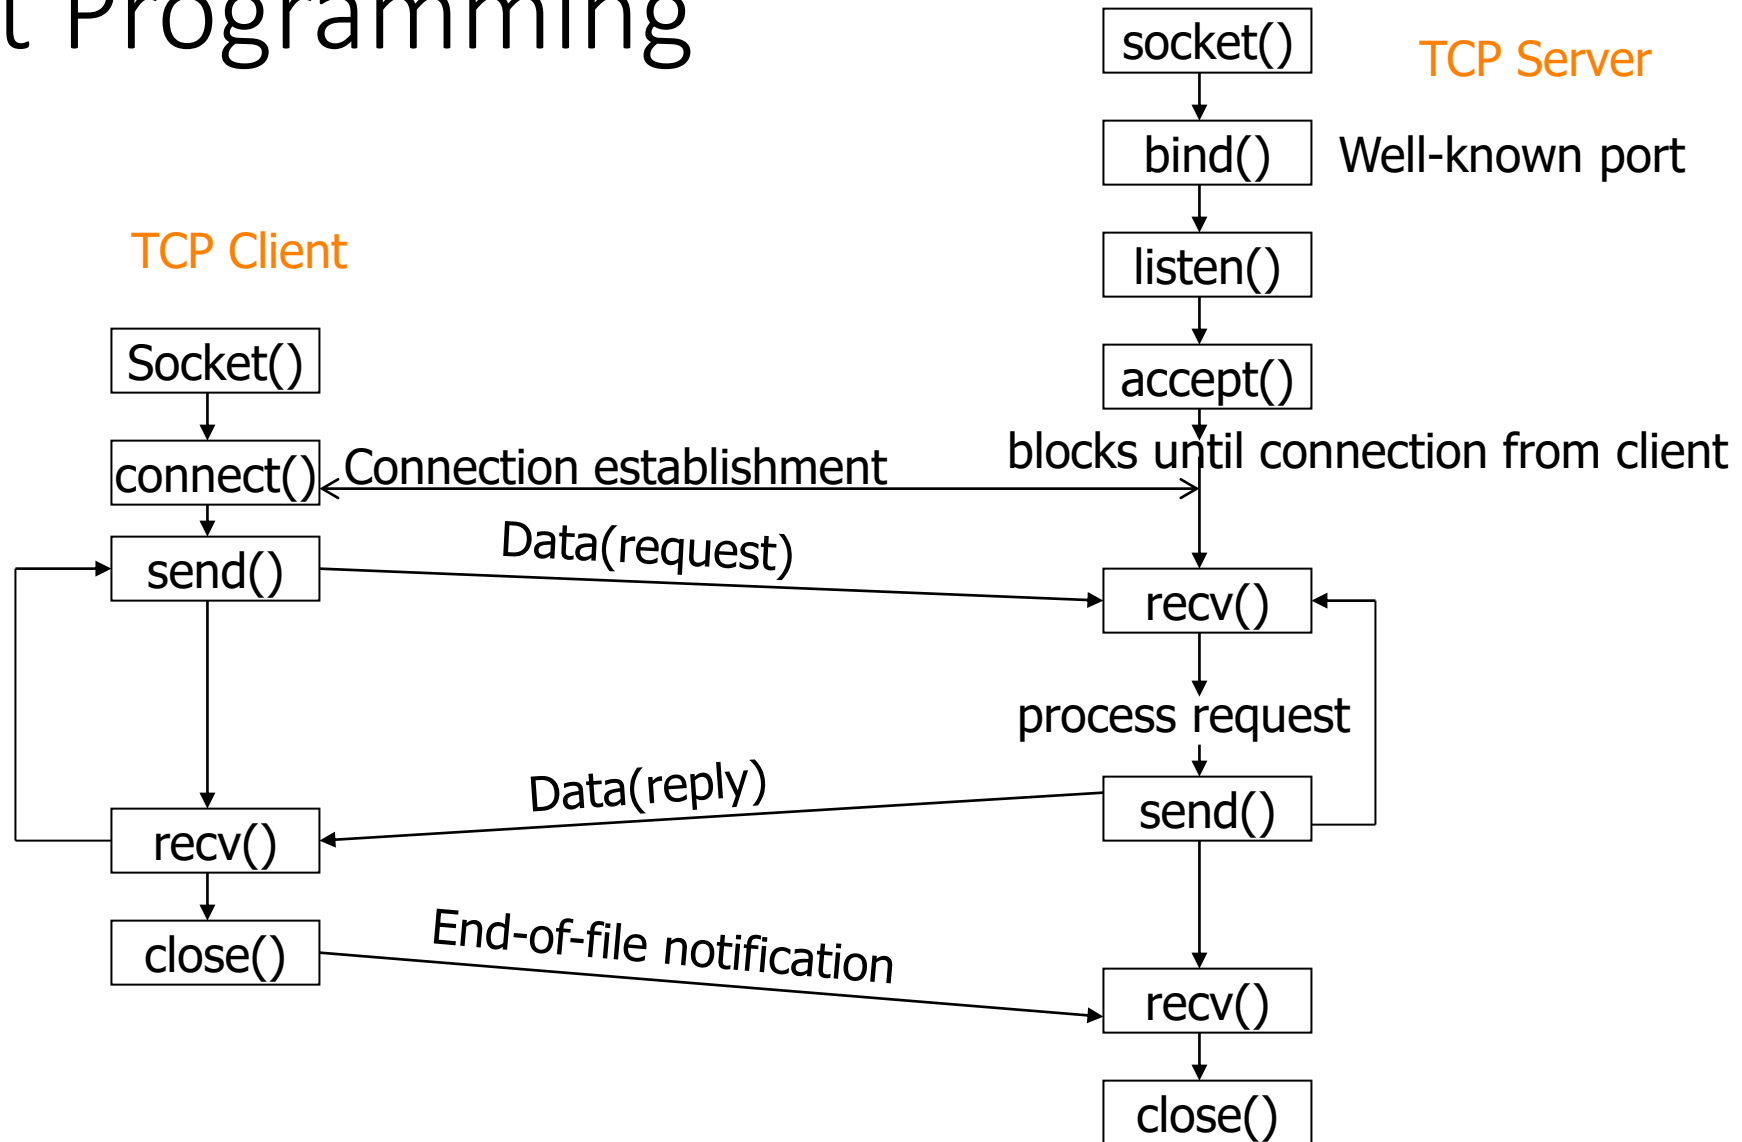 t Programming
socket()
TCP Server
bind()
Well-known port
TCP Client
listen()
Socket()
accept()
blocks until connection from client
connect()
Connection establishment
Data(request)
send()
recv()
process request
Data(reply)
send()
recv()
End-of-file notification
close()
recv()
close()